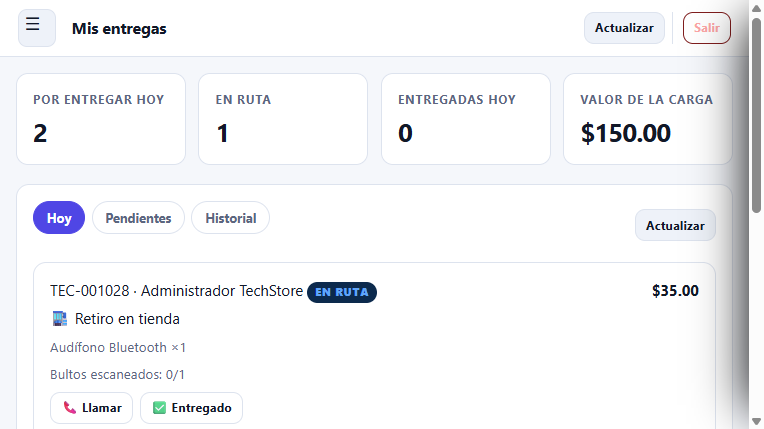 Mis entregas
Actualizar
Salir
POR ENTREGAR HOY
2
EN RUTA
1
ENTREGADAS HOY
0
VALOR DE LA CARGA
$150.00
Hoy
Pendientes
Historial
Actualizar
TEC-001028 · Administrador TechStore EN RUTA
$35.00
Retiro en tienda
Audífono Bluetooth ×1
Bultos escaneados: 0/1
Llamar
Entregado